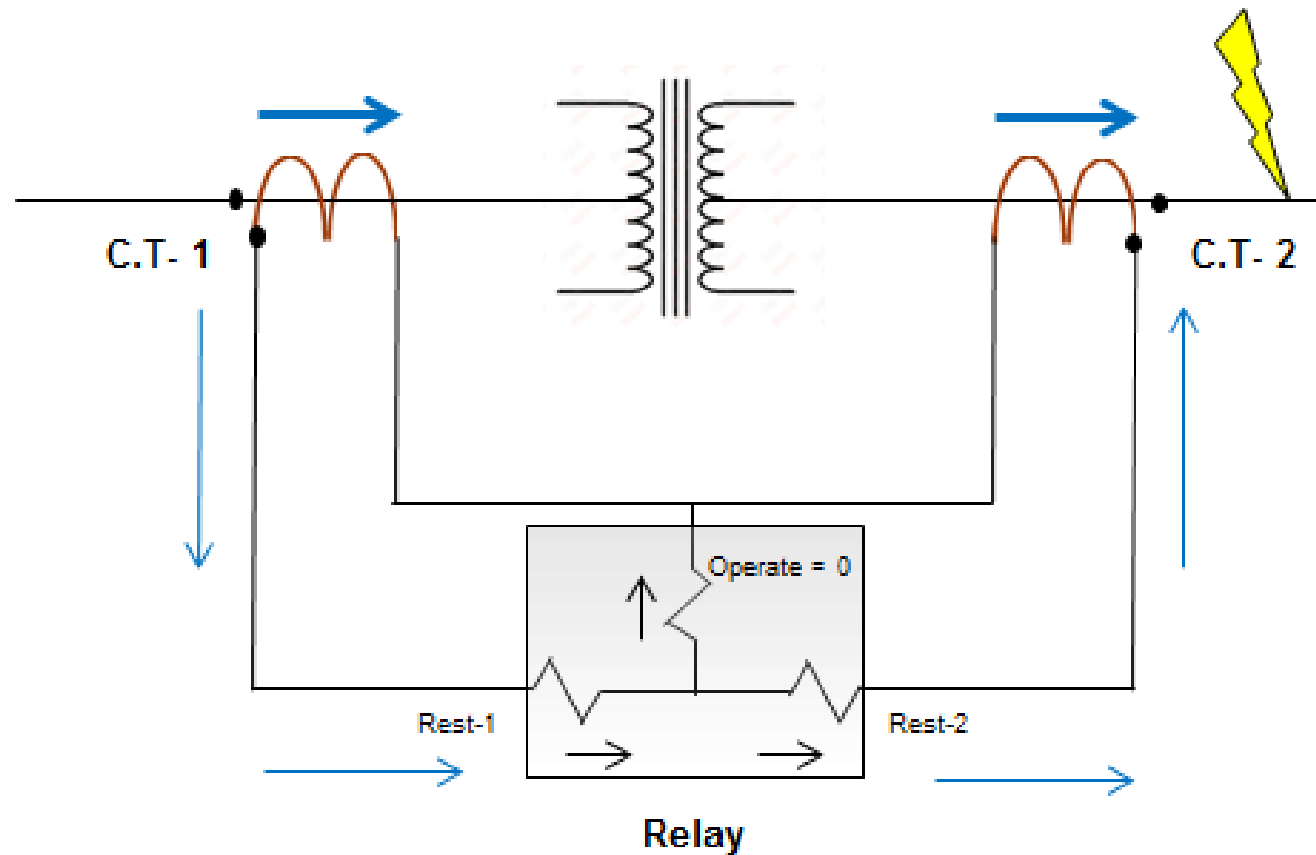 C.T- 1
C.T- 2
Operate = 0
Rest-1
Rest-2
Relay